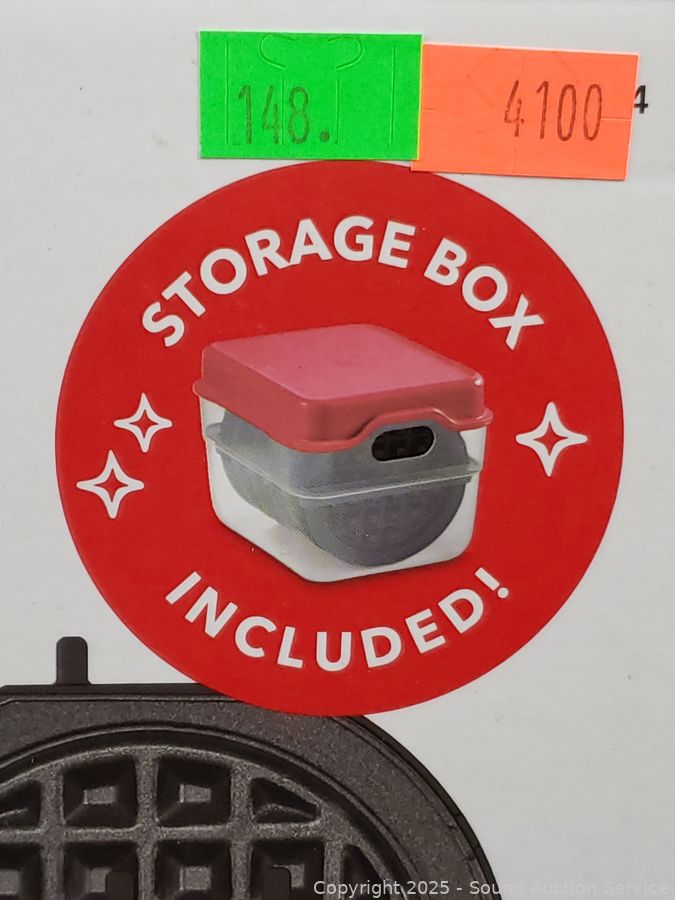 148.
4100
4
STORAGE BOX
INCLUDED!
Copyright 2025 - Sound Auction Service